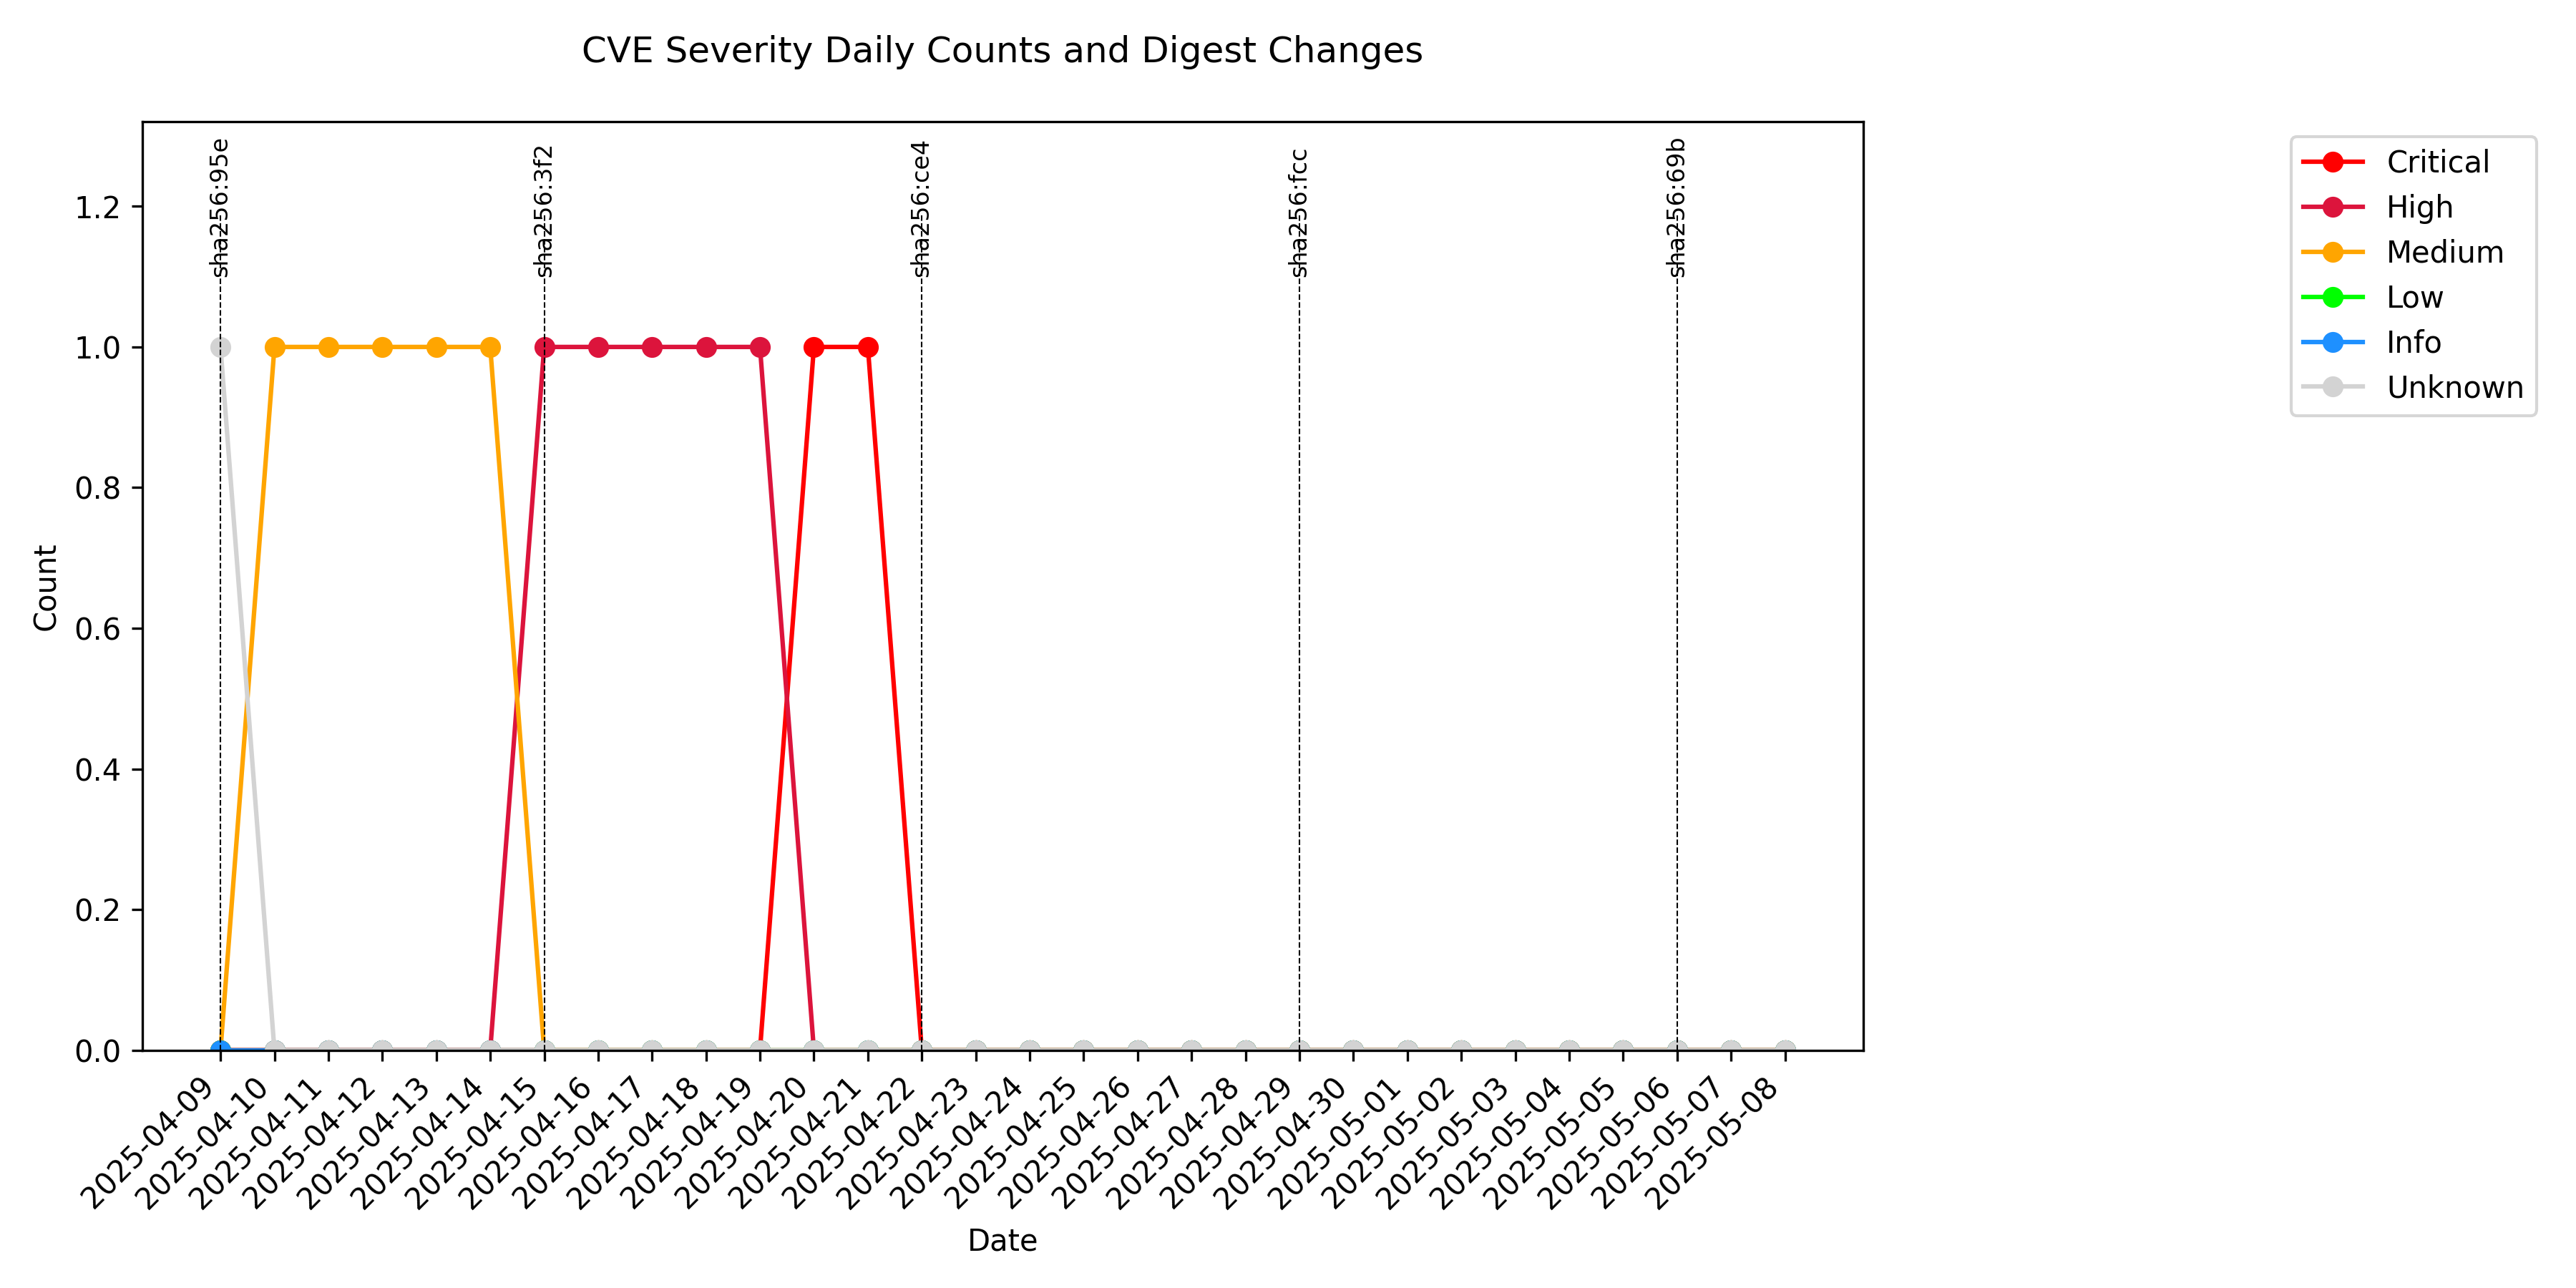 CVE Severity Daily Counts and Digest Changes
sha256:95e
sha256:3f2
sha256:ce4
sha256:fcc
sha256:69b
Critical
High
Medium
Low
Info
Unknown
1.2
1.0
0.8
0.6
0.4
0.2
0.0
Count
2025-04-09
2025-04-10
2025-04-11
2025-04-12
2025-04-13
2025-04-14
2025-04-15
2025-04-16
2025-04-17
2025-04-18
2025-04-19
2025-04-20
2025-04-21
2025-04-22
2025-04-23
2025-04-24
2025-04-25
2025-04-26
2025-04-27
2025-04-28
2025-04-29
2025-04-30
2025-05-01
2025-05-02
2025-05-03
2025-05-04
2025-05-05
2025-05-06
2025-05-07
2025-05-08
Date